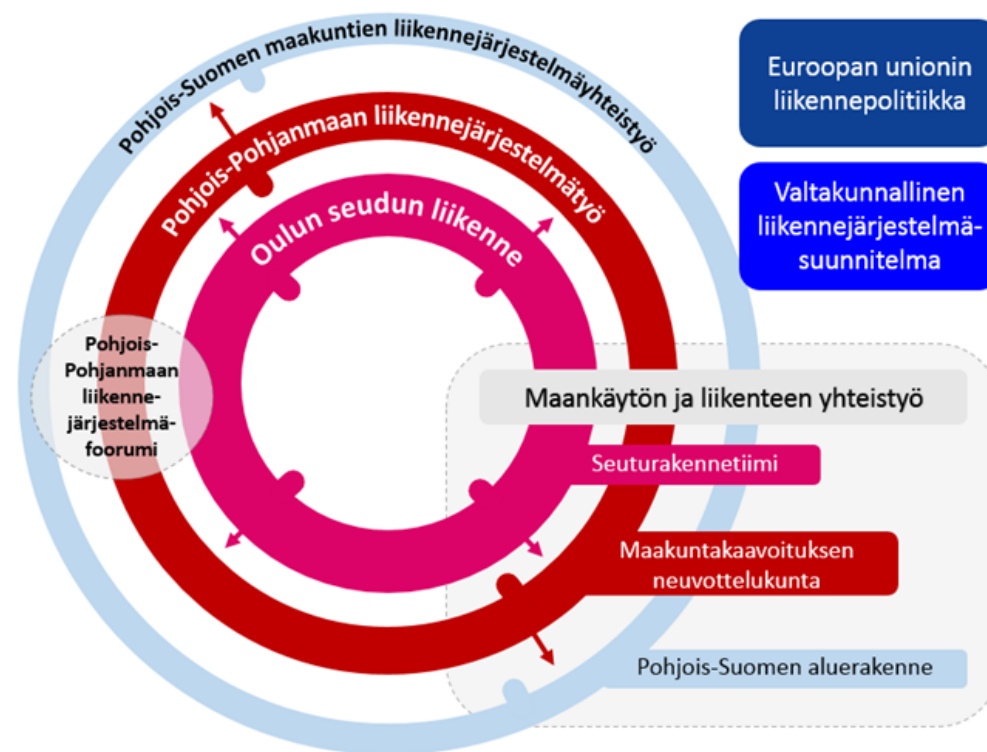 Pohjois-Suomen maakuntien liikennejärjestelmäyhteistyö
Pohjois-Pohjanmaan liikennejärjestelmätyö
Oulun seudun liikenne
Euroopan unionin
liikennepolitiikka
Valtakunnallinen
liikennejärjestelmä-
suunnitelma
Pohjois-
Pohjanmaan
liikenne-
järjestelmä-
foorumi
Maankäytön ja liikenteen yhteistyö
Seuturakennetiimi
Maakuntakaavoituksen
neuvottelukunta
Pohjois-Suomen aluerakenne